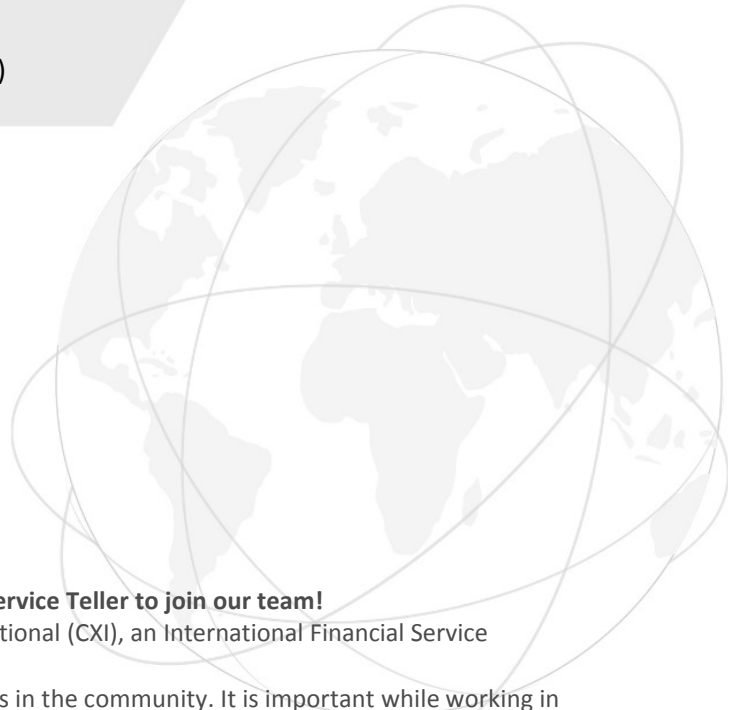 )
ervice Teller to join our team!
tional (CXI), an International Financial Service
s in the community. It is important while working in